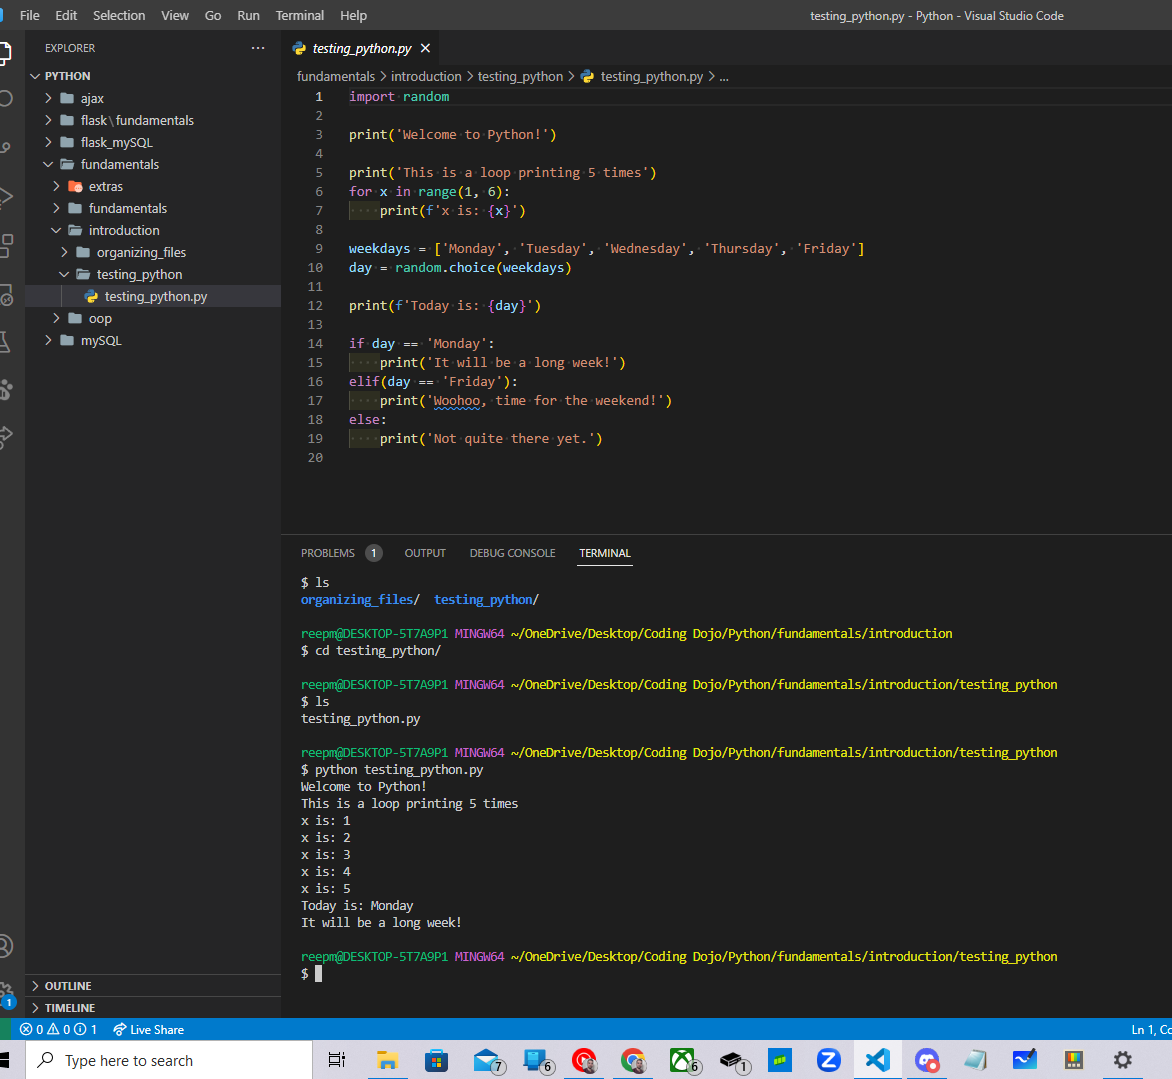 File Edit Selection View Go Run Terminal Help
testing_python.py - Python - Visual Studio Code
EXPLORER
PYTHON
ajax
flask\fundamentals
flask_mySQL
fundamentals
extras
fundamentals
introduction
organizing_files
testing_python
testing_python.py
oop
mySQL
OUTLINE
TIMELINE
testing_python.py
fundamentals > introduction > testing_python > testing_python.py > ...
1 import random
2
3 print('Welcome to Python!')
4
5 print('This is a loop printing 5 times')
6 for x in range(1, 6):
7     print(f'x is: {x}')
8
9 weekdays = ['Monday', 'Tuesday', 'Wednesday', 'Thursday', 'Friday']
10 day = random.choice(weekdays)
11
12 print(f'Today is: {day}')
13
14 if day == 'Monday':
15     print('It will be a long week!')
16 elif(day == 'Friday'):
17     print('Woohoo, time for the weekend!')
18 else:
19     print('Not quite there yet.')
20
PROBLEMS 1 OUTPUT DEBUG CONSOLE TERMINAL
$ ls
organizing_files/ testing_python/
reepm@DESKTOP-5T7A9P1 MINGW64 ~/OneDrive/Desktop/Coding Dojo/Python/fundamentals/introduction
$ cd testing_python/
reepm@DESKTOP-5T7A9P1 MINGW64 ~/OneDrive/Desktop/Coding Dojo/Python/fundamentals/introduction/testing_python
$ ls
testing_python.py
reepm@DESKTOP-5T7A9P1 MINGW64 ~/OneDrive/Desktop/Coding Dojo/Python/fundamentals/introduction/testing_python
$ python testing_python.py
Welcome to Python!
This is a loop printing 5 times
x is: 1
x is: 2
x is: 3
x is: 4
x is: 5
Today is: Monday
It will be a long week!
reepm@DESKTOP-5T7A9P1 MINGW64 ~/OneDrive/Desktop/Coding Dojo/Python/fundamentals/introduction/testing_python
$
1
0 0 1 Live Share
Ln 1, Co
Type here to search
7 6 6 1